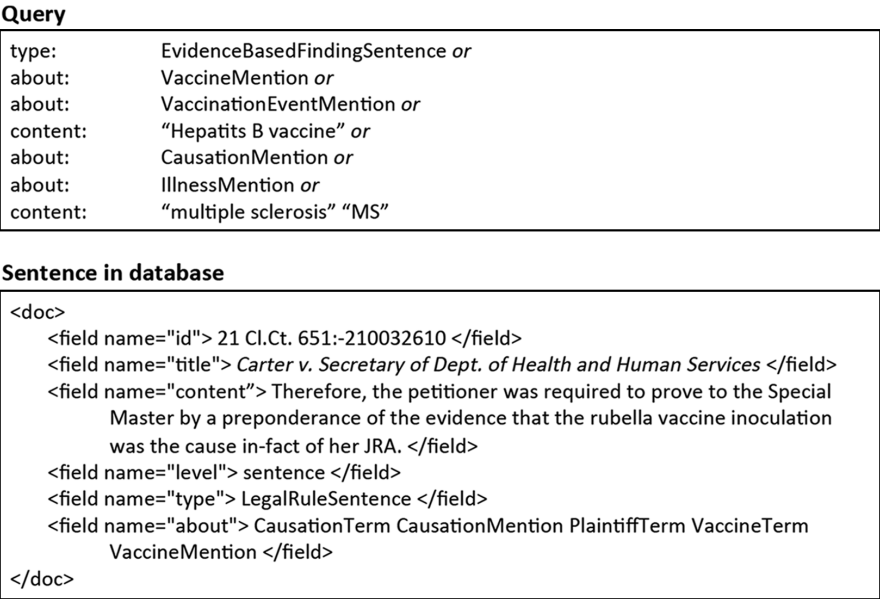 Query
type: EvidenceBasedFindingSentence or
about: VaccineMention or
about: VaccinationEventMention or
content: “Hepatits B vaccine” or
about: CausationMention or
about: IllnessMention or
content: “multiple sclerosis” “MS”
Sentence in database
<doc>
<field name="id"> 21 Cl.Ct. 651:-210032610 </field>
<field name="title"> Carter v. Secretary of Dept. of Health and Human Services </field>
<field name="content”> Therefore, the petitioner was required to prove to the Special
Master by a preponderance of the evidence that the rubella vaccine inoculation
was the cause in-fact of her JRA. </field>
<field name="level"> sentence </field>
<field name="type"> LegalRuleSentence </field>
<field name="about"> CausationTerm CausationMention PlaintiffTerm VaccineTerm
VaccineMention </field>
</doc>